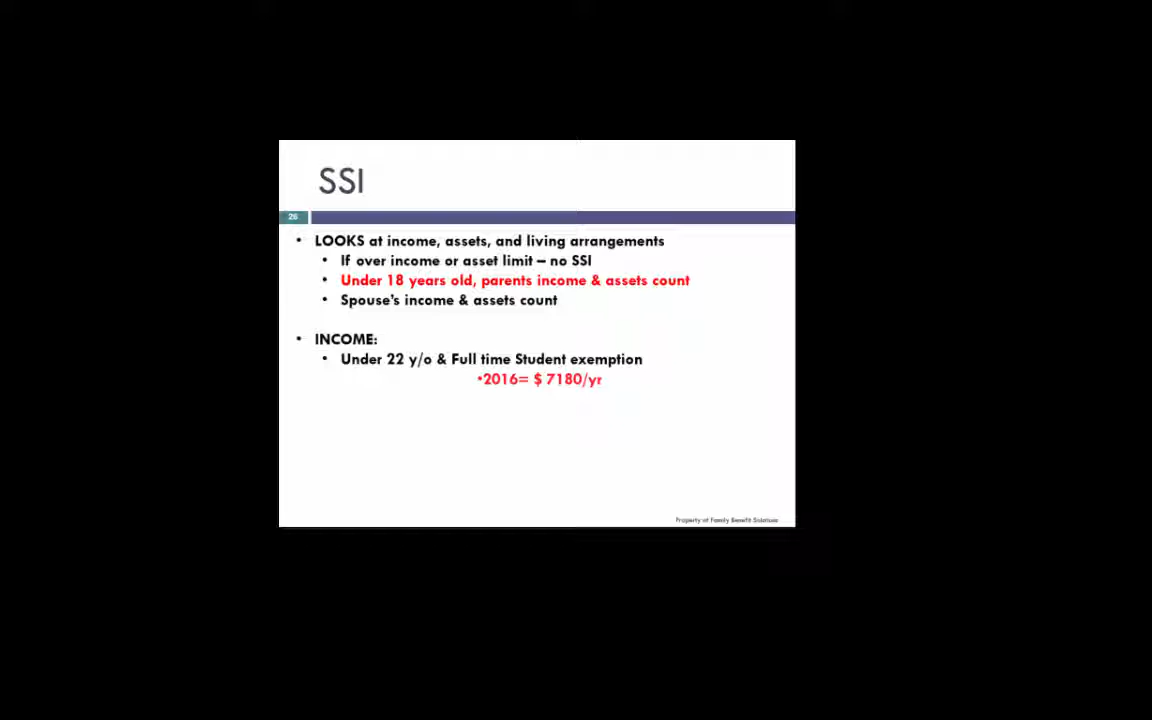 SSI
26
• LOOKS at income, assets, and living arrangements
• If over income or asset limit – no SSI
• Under 18 years old, parents income & assets count
• Spouse's income & assets count
• INCOME:
• Under 22 y/o & Full time Student exemption
•2016= $ 7180/yr
Property of Family Benefit Solutions